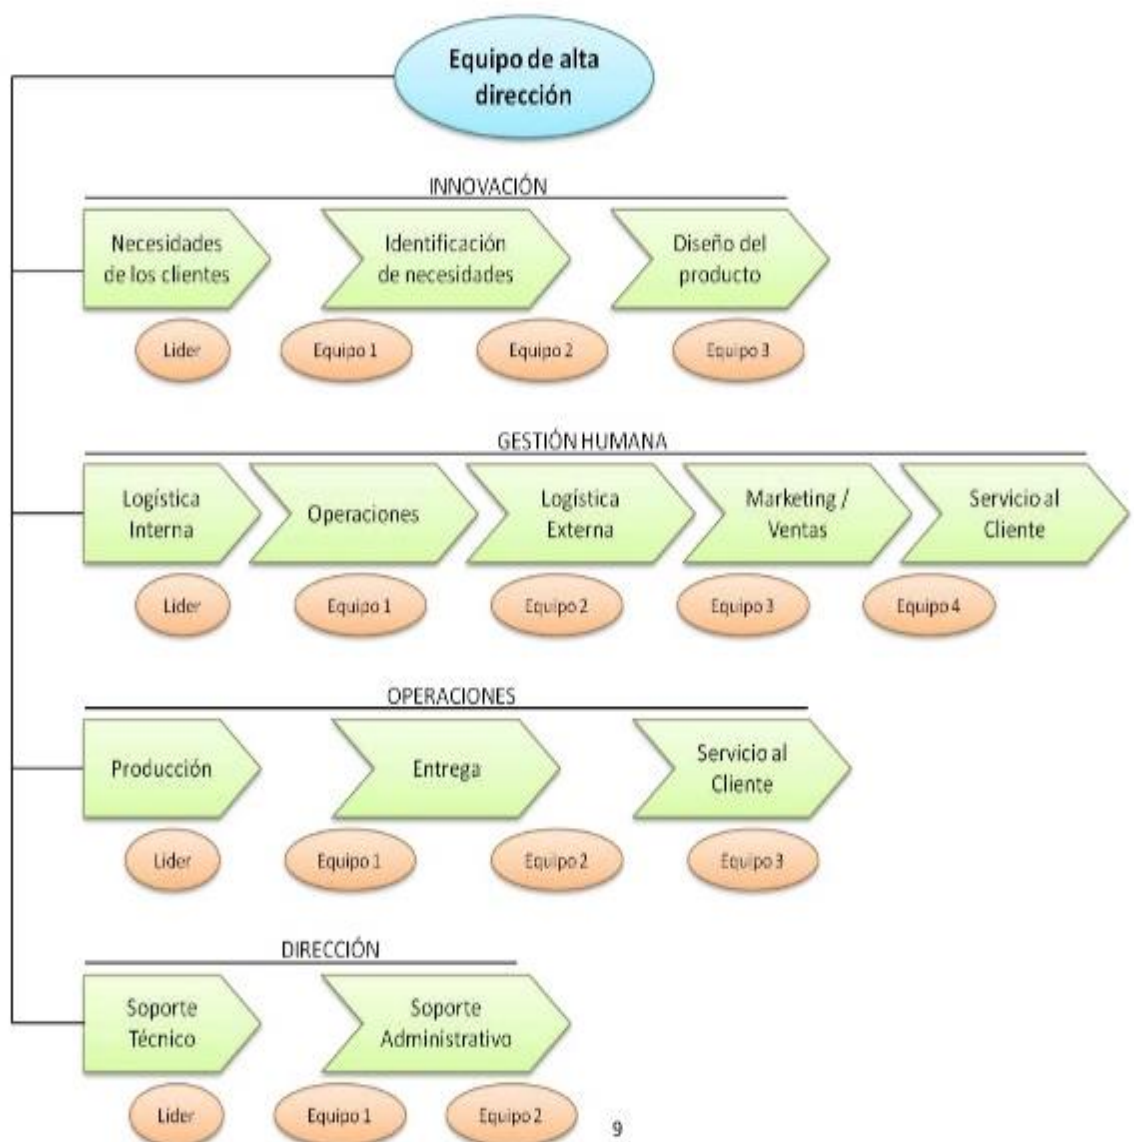 Equipo de alta
dirección
INNOVACIÓN
Necesidades
de los clientes
Identificación
de necesidades
Diseño del
producto
Lider
Equipo 1
Equipo 2
Equipo 3
GESTIÓN HUMANA
Logística
Interna
Operaciones
Logística
Externa
Marketing /
Ventas
Servicio al
Cliente
Lider
Equipo 1
Equipo 2
Equipo 3
Equipo 4
OPERACIONES
Producción
Entrega
Servicio al
Cliente
Lider
Equipo 1
Equipo 2
Equipo 3
DIRECCIÓN
Soporte
Técnico
Soporte
Administrativo
Lider
Equipo 1
Equipo 2
9